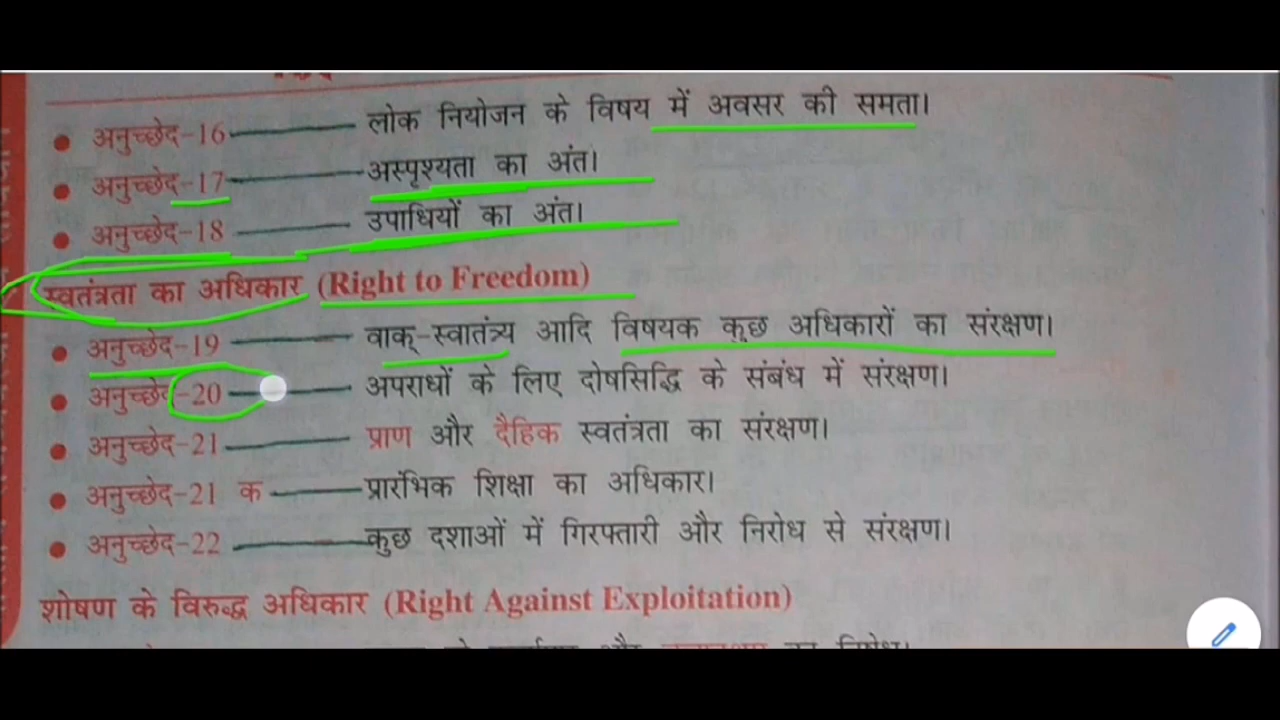 अनुच्छेद-16 लोक नियोजन के विषय में अवसर की समता।
अनुच्छेद-17 अस्पृश्यता का अंत।
अनुच्छेद-18 उपाधियों का अंत।
स्वतंत्रता का अधिकार (Right to Freedom)
अनुच्छेद-19 वाक्-स्वातंत्र्य आदि विषयक कुछ अधिकारों का संरक्षण।
अनुच्छेद-20 अपराधों के लिए दोषसिद्धि के संबंध में संरक्षण।
अनुच्छेद-21 प्राण और दैहिक स्वतंत्रता का संरक्षण।
अनुच्छेद-21 क प्रारंभिक शिक्षा का अधिकार।
अनुच्छेद-22 कुछ दशाओं में गिरफ्तारी और निरोध से संरक्षण।
शोषण के विरुद्ध अधिकार (Right Against Exploitation)